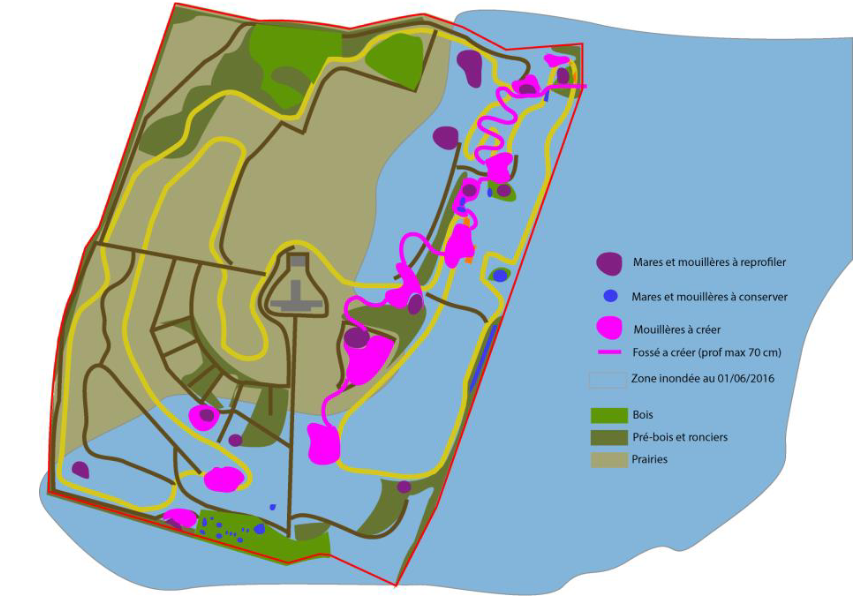 Mares et mouillères à reprofiler
Mares et mouillères à conserver
Mouillères à créer
Fossé a créer (prof max 70 cm)
Zone inondée au 01/06/2016
Bois
Pré-bois et ronciers
Prairies